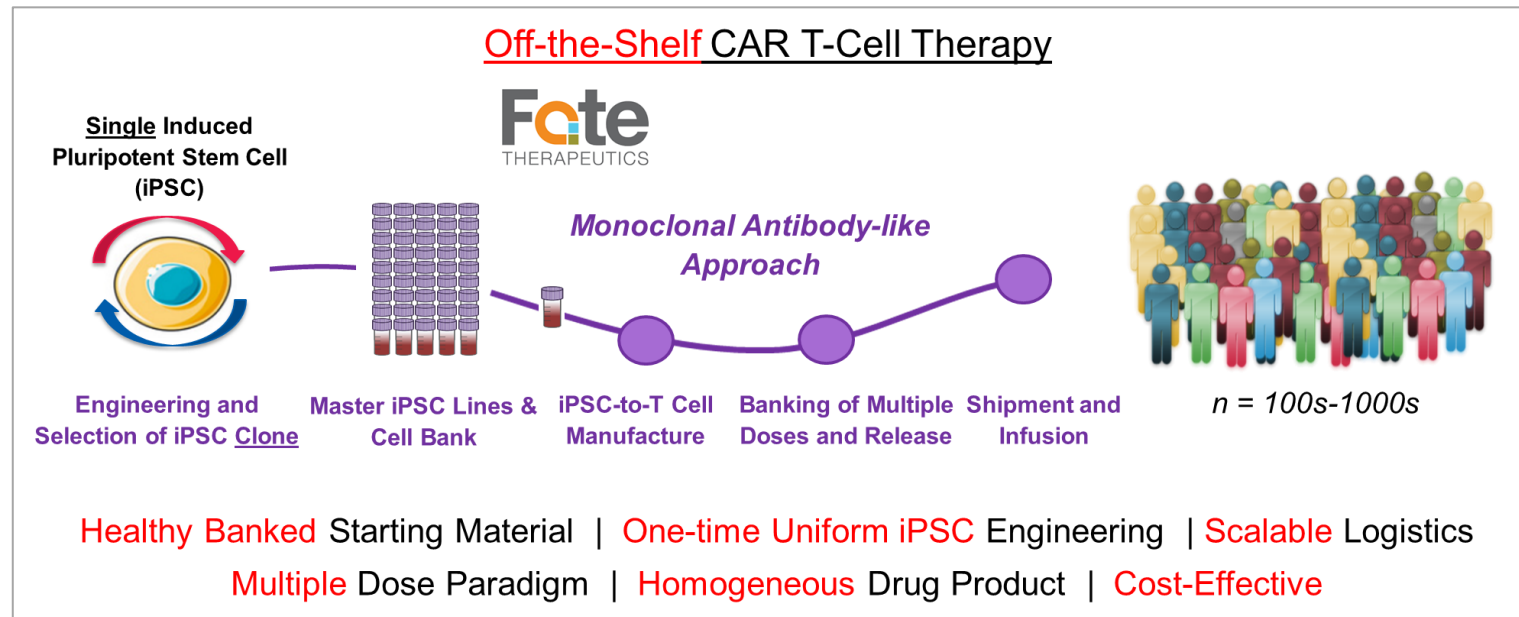 Off-the-Shelf CAR T-Cell Therapy
Fate
THERAPEUTICS
Single Induced
Pluripotent Stem Cell
(iPSC)
Monoclonal Antibody-like
Approach
Engineering and
Selection of iPSC Clone
Master iPSC Lines &
Cell Bank
iPSC-to-T Cell
Manufacture
Banking of Multiple
Doses and Release
Shipment and
Infusion
n = 100s-1000s
Healthy Banked Starting Material | One-time Uniform iPSC Engineering | Scalable Logistics
Multiple Dose Paradigm | Homogeneous Drug Product | Cost-Effective